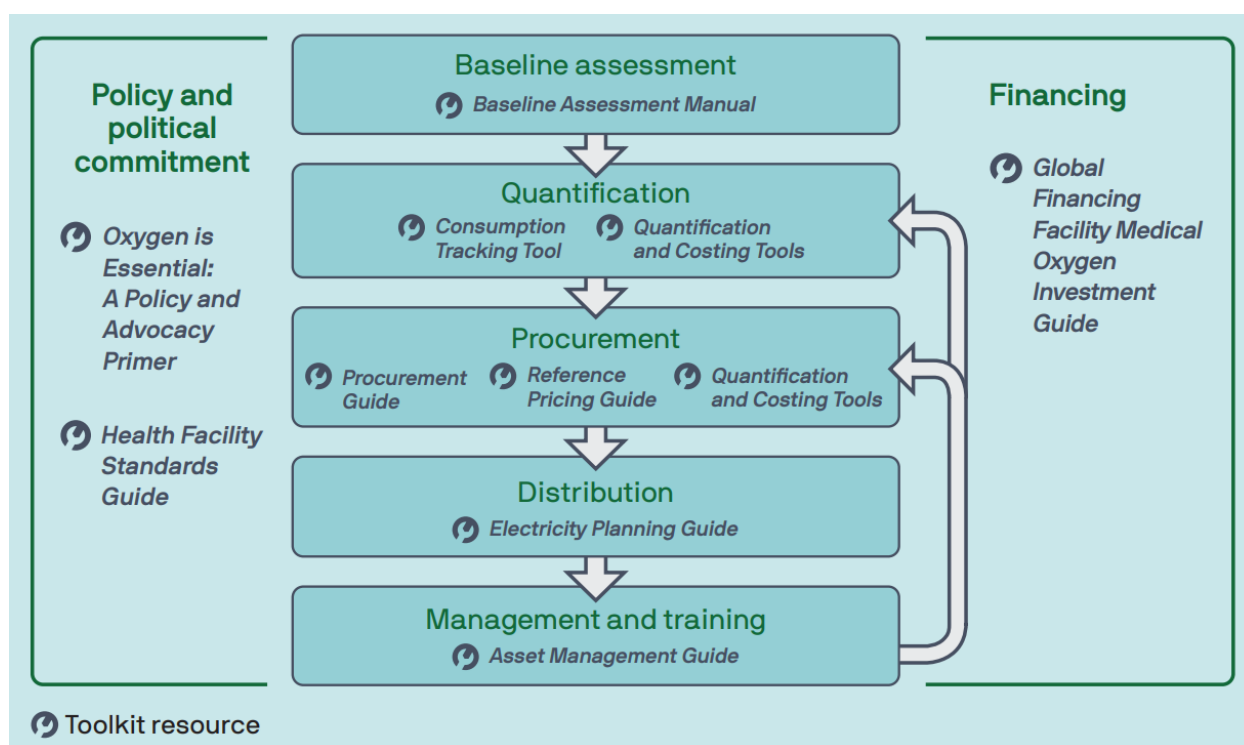 Policy and
political
commitment
Oxygen is
Essential:
A Policy and
Advocacy
Primer
Health Facility
Standards
Guide
Baseline assessment
Baseline Assessment Manual
Quantification
Consumption
Tracking Tool
Quantification
and Costing Tools
Procurement
Procurement
Guide
Reference
Pricing Guide
Quantification
and Costing Tools
Distribution
Electricity Planning Guide
Management and training
Asset Management Guide
Financing
Global
Financing
Facility Medical
Oxygen
Investment
Guide
Toolkit resource